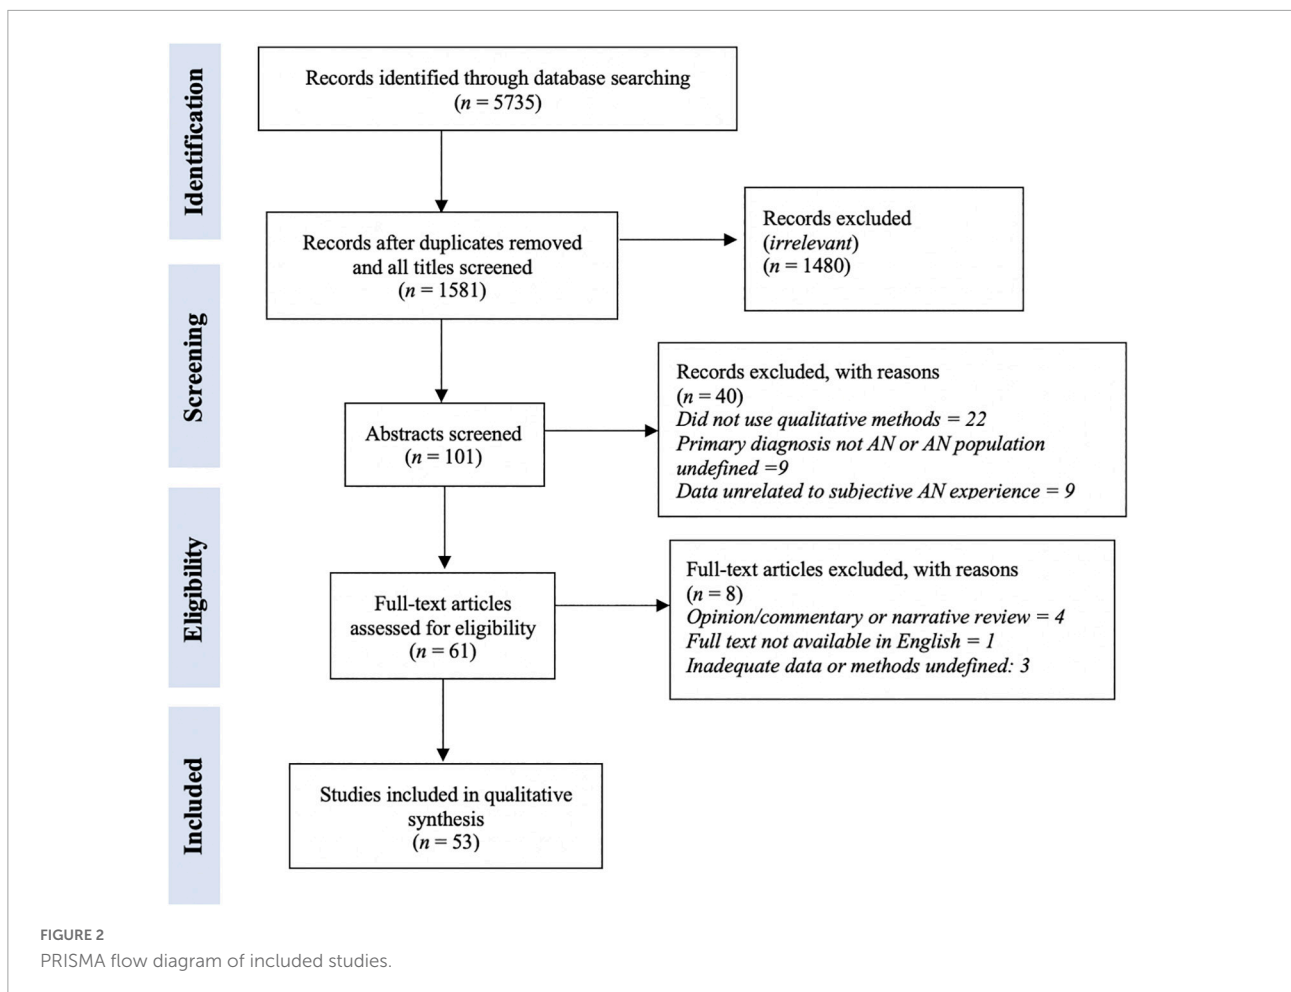 Identification
Records identified through database searching
(n = 5735)
Records after duplicates removed
and all titles screened
(n = 1581)
Records excluded
(irrelevant)
(n = 1480)
Screening
Abstracts screened
(n = 101)
Records excluded, with reasons
(n = 40)
Did not use qualitative methods = 22
Primary diagnosis not AN or AN population
undefined =9
Data unrelated to subjective AN experience = 9
Eligibility
Full-text articles
assessed for eligibility
(n = 61)
Full-text articles excluded, with reasons
(n = 8)
Opinion/commentary or narrative review = 4
Full text not available in English = 1
Inadequate data or methods undefined: 3
Included
Studies included in qualitative
synthesis
(n = 53)
FIGURE 2
PRISMA flow diagram of included studies.